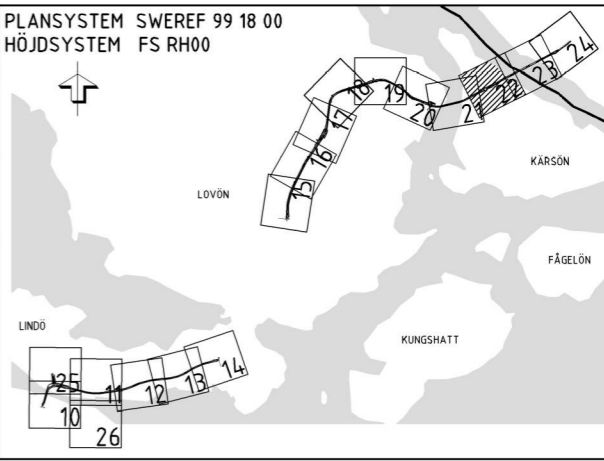 PLANSYSTEM SWEREF 99 18 00
HÖJDSYSTEM FS RH00
24
23
22
21
20
19
18
17
16
15
KÄRSÖN
LOVÖN
FÅGELÖN
KUNGSHATT
LINDÖ
14
13
12
11
25
10
26